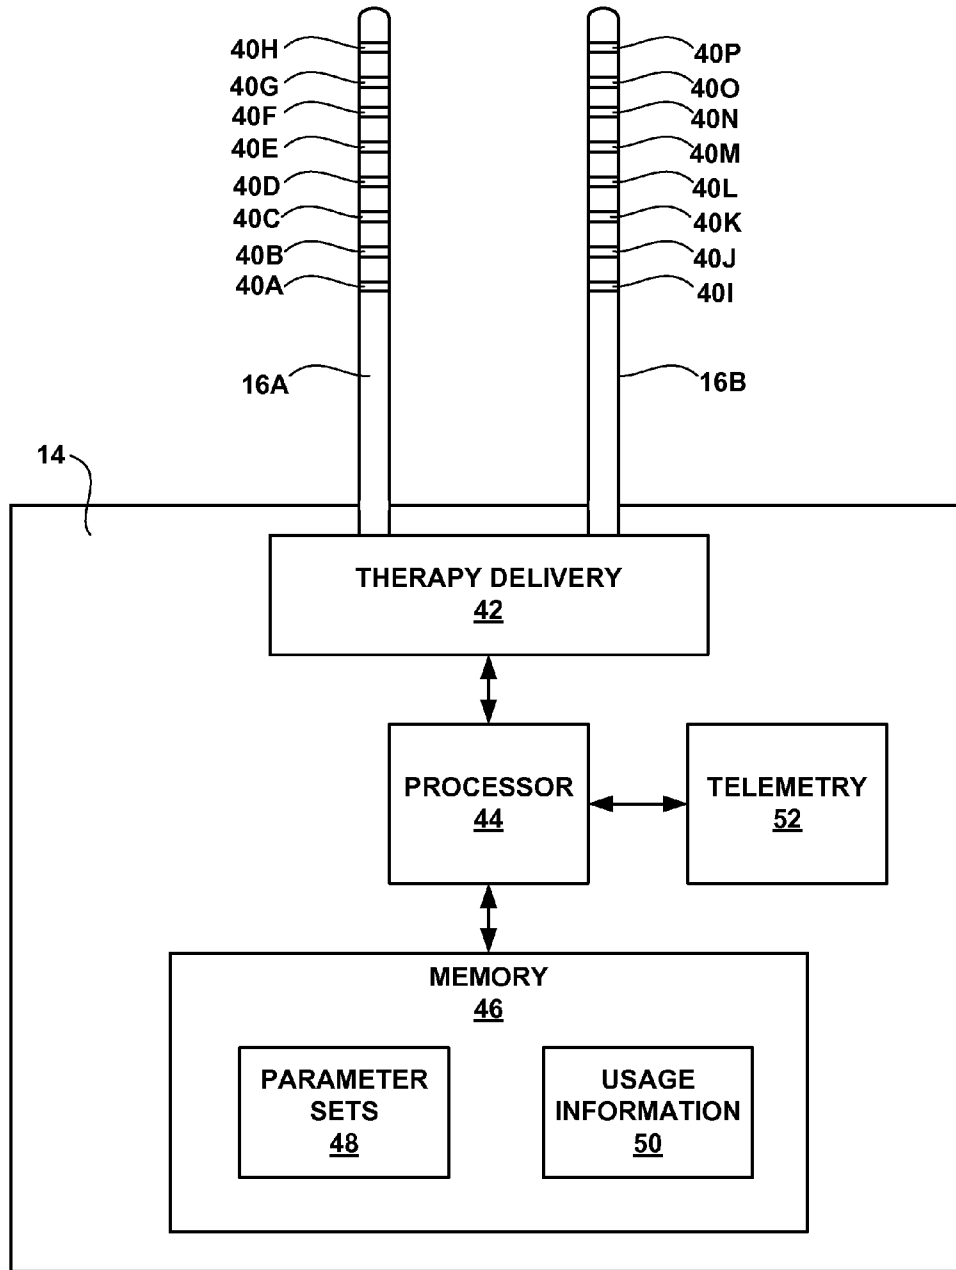 40H
40P
40G
40O
40F
40N
40E
40M
40D
40L
40C
40K
40B
40J
40A
40I
16A
16B
14
THERAPY DELIVERY
42
PROCESSOR
44
TELEMETRY
52
MEMORY
46
PARAMETER
SETS
48
USAGE
INFORMATION
50